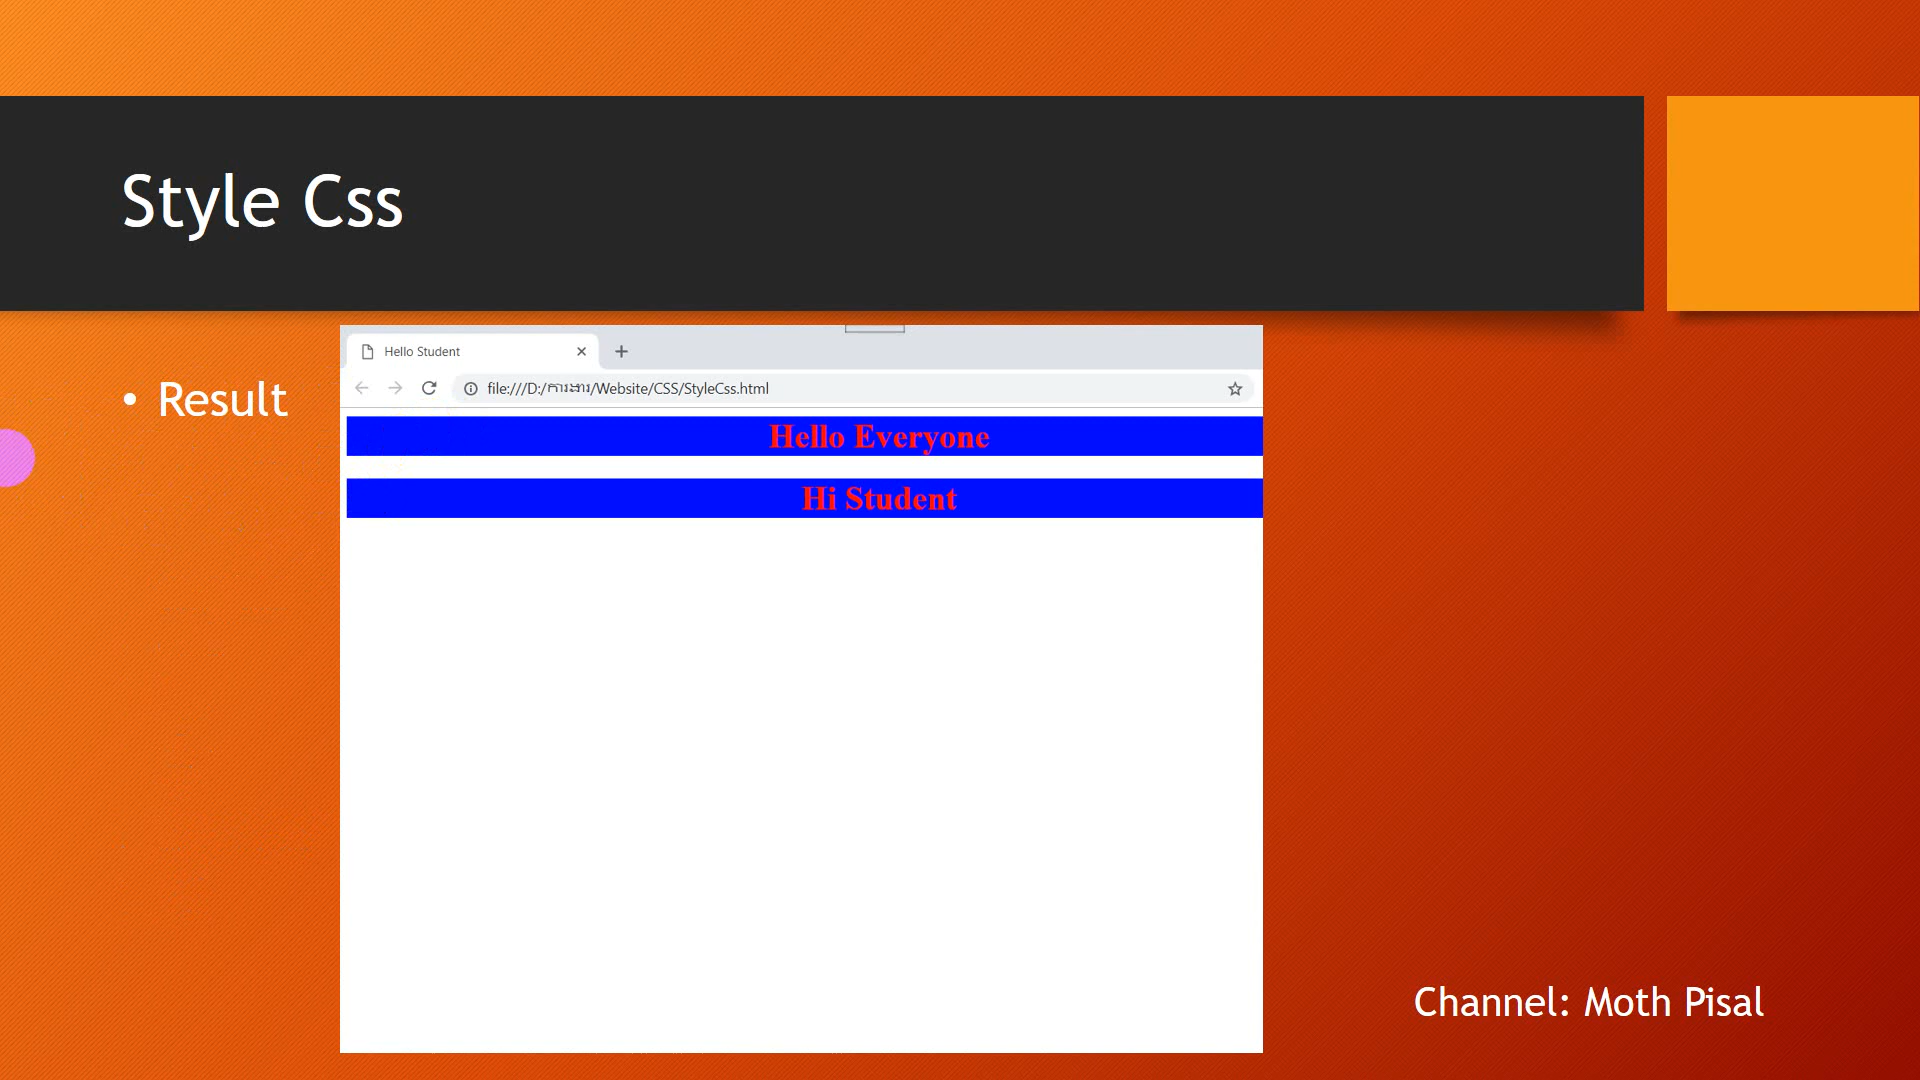 Style Css
• Result
Hello Student
file:///D:/ការងារ/Website/CSS/StyleCss.html
Hello Everyone
Hi Student
Channel: Moth Pisal